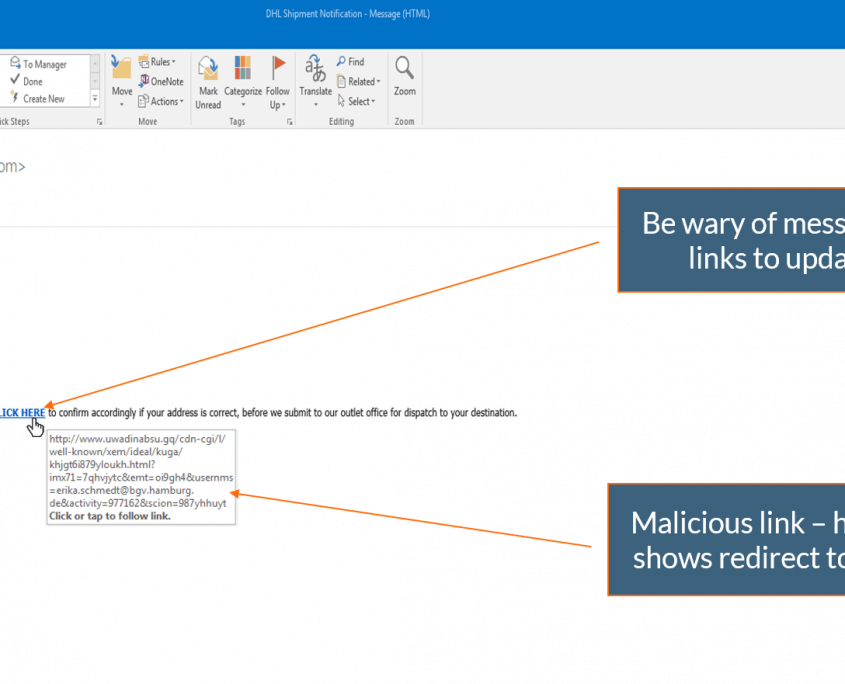 DHL Shipment Notification - Message (HTML)
To Manager
Done
Create New
ick Steps
Move
Rules
OneNote
Actions
Move
Mark Unread
Categorize
Follow Up
Tags
Translate
Find
Related
Select
Editing
Zoom
Zoom
om>
Be wary of mess
links to upda
LICK HERE to confirm accordingly if your address is correct, before we submit to our outlet office for dispatch to your destination.
http://www.uwadinabsu.gq/cdn-cgi/l/
well-known/xem/ideal/kuga/
khjgt6i879yloukh.html?
imx71=7qhvjytc&emt=oi9gh4&usernms
=erika.schmedt@bgv.hamburg.
de&activity=977162&scion=987yhhuyt
Click or tap to follow link.
Malicious link – h
shows redirect to